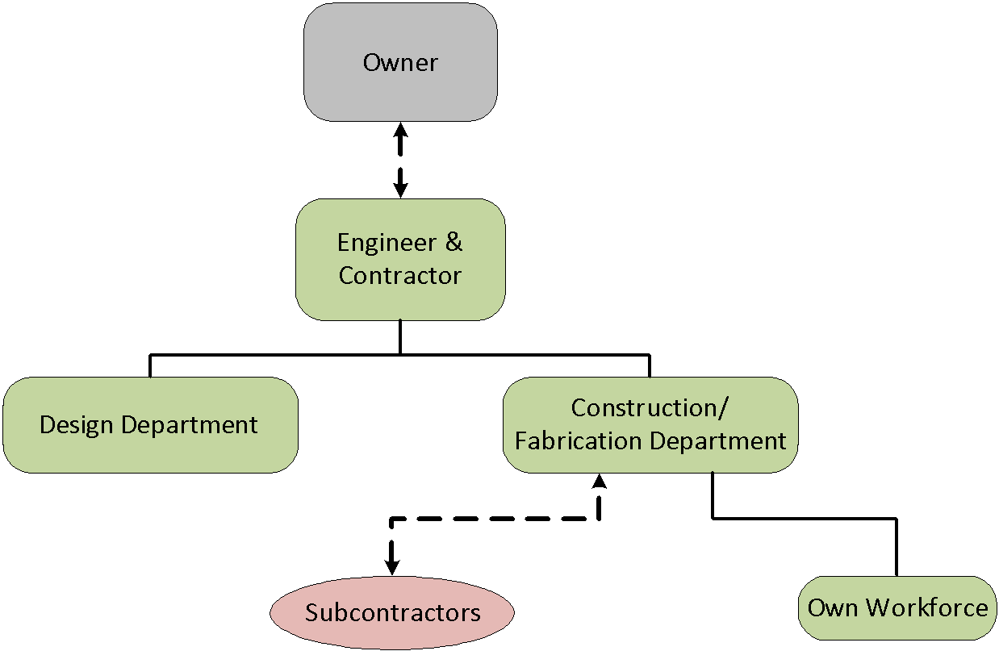 Owner
Engineer &
Contractor
Design Department
Construction/
Fabrication Department
Subcontractors
Own Workforce